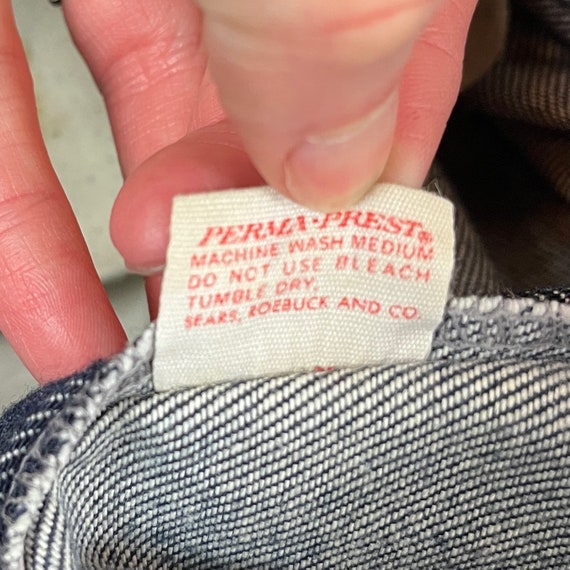 PERMA·PREST®
MACHINE WASH MEDIUM
DO NOT USE BLEACH
TUMBLE DRY,
SEARS, ROEBUCK AND CO.